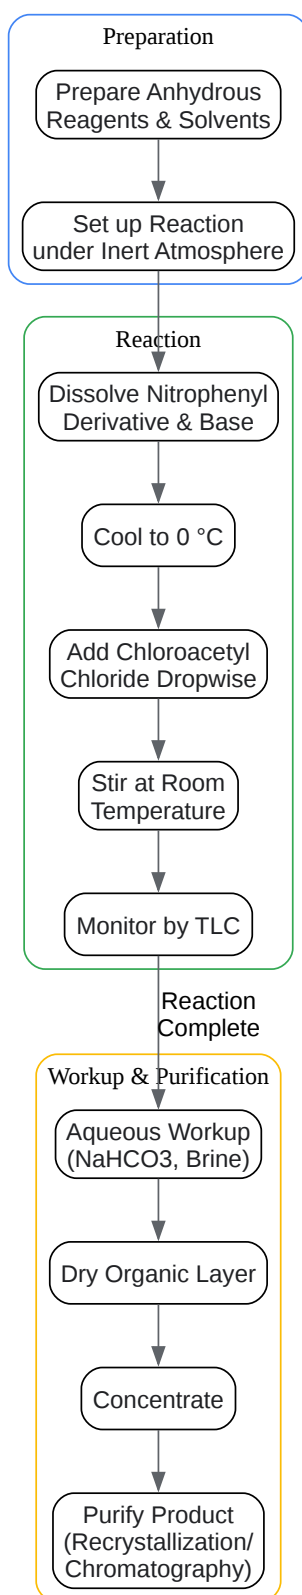 Preparation
Prepare Anhydrous
Reagents & Solvents
Set up Reaction
under Inert Atmosphere
Reaction
Dissolve Nitrophenyl
Derivative & Base
Cool to 0 °C
Add Chloroacetyl
Chloride Dropwise
Stir at Room
Temperature
Monitor by TLC
Reaction
Complete
Workup & Purification
Aqueous Workup
(NaHCO3, Brine)
Dry Organic Layer
Concentrate
Purify Product
(Recrystallization/
Chromatography)